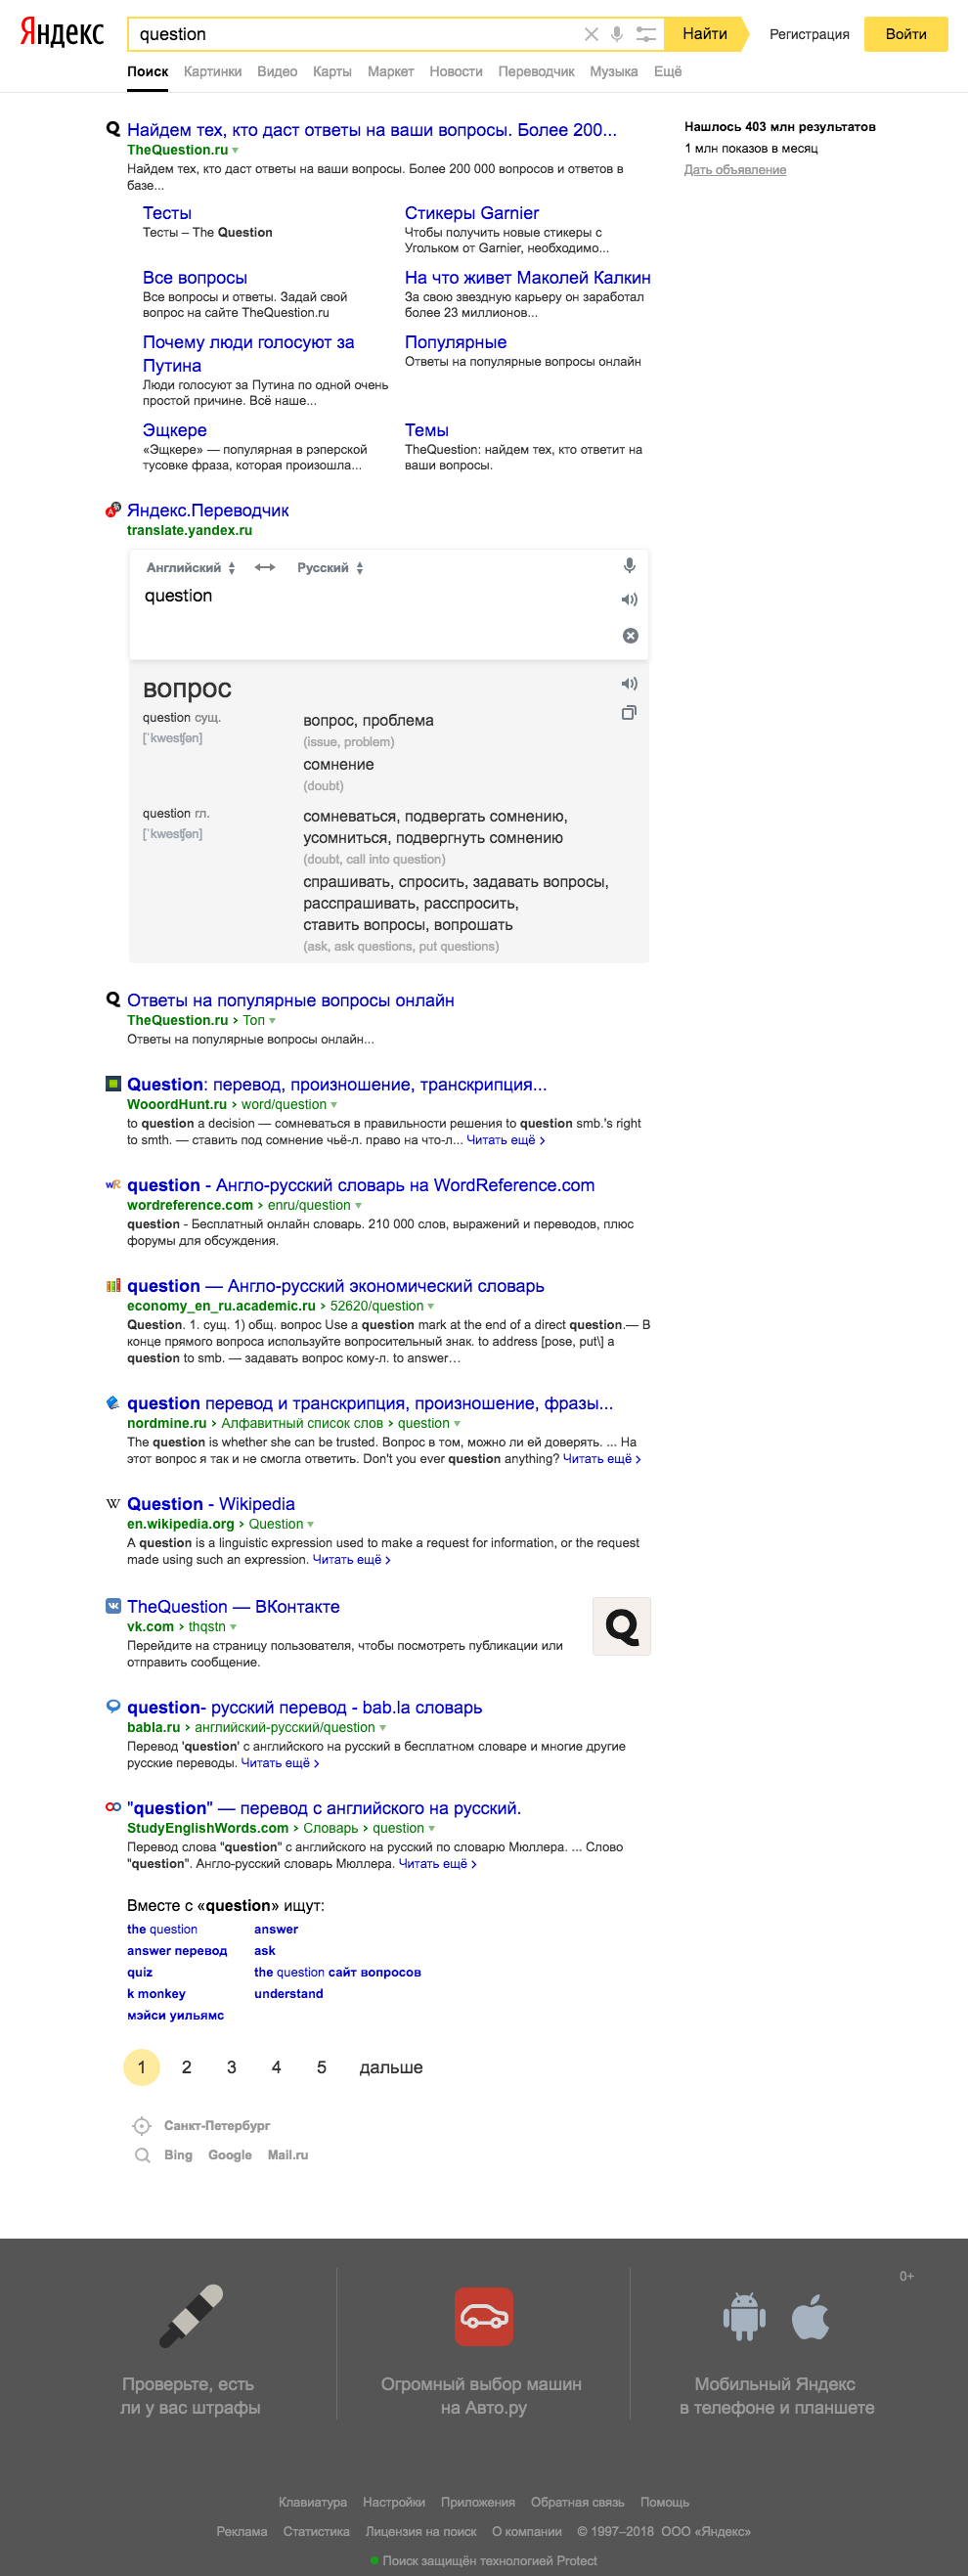 Яндекс
question
Найти
Регистрация
Войти
Поиск Картинки Видео Карты Маркет Новости Переводчик Музыка Ещё
Найдем тех, кто даст ответы на ваши вопросы. Более 200...
TheQuestion.ru
Найдем тех, кто даст ответы на ваши вопросы. Более 200 000 вопросов и ответов в
базе...
Тесты
Тесты – The Question
Стикеры Garnier
Чтобы получить новые стикеры с
Угольком от Garnier, необходимо...
Все вопросы
Все вопросы и ответы. Задай свой
вопрос на сайте TheQuestion.ru
На что живет Маколей Калкин
За свою звездную карьеру он заработал
более 23 миллионов...
Почему люди голосуют за
Путина
Люди голосуют за Путина по одной очень
простой причине. Всё наше...
Популярные
Ответы на популярные вопросы онлайн
Эщкере
«Эщкере» — популярная в рэперской
тусовке фраза, которая произошла...
Темы
TheQuestion: найдем тех, кто ответит на
ваши вопросы.
Нашлось 403 млн результатов
1 млн показов в месяц
Дать объявление
Яндекс.Переводчик
translate.yandex.ru
Английский Русский
question
вопрос
question сущ.
[ˈkwestʃən]
вопрос, проблема
(issue, problem)
сомнение
(doubt)
question гл.
[ˈkwestʃən]
сомневаться, подвергать сомнению,
усомниться, подвергнуть сомнению
(doubt, call into question)
спрашивать, спросить, задавать вопросы,
расспрашивать, расспросить,
ставить вопросы, вопрошать
(ask, ask questions, put questions)
Ответы на популярные вопросы онлайн
TheQuestion.ru › Топ
Ответы на популярные вопросы онлайн...
Question: перевод, произношение, транскрипция...
WooordHunt.ru › word/question
to question a decision — сомневаться в правильности решения to question smb.'s right
to smth. — ставить под сомнение чьё-л. право на что-л... Читать ещё ›
question - Англо-русский словарь на WordReference.com
wordreference.com › enru/question
question - Бесплатный онлайн словарь. 210 000 слов, выражений и переводов, плюс
форумы для обсуждения.
question — Англо-русский экономический словарь
economy_en_ru.academic.ru › 52620/question
Question. 1. сущ. 1) общ. вопрос Use a question mark at the end of a direct question.— В
конце прямого вопроса используйте вопросительный знак. to address [pose, put\] a
question to smb. — задавать вопрос кому-л. to answer…
question перевод и транскрипция, произношение, фразы...
nordmine.ru › Алфавитный список слов › question
The question is whether she can be trusted. Вопрос в том, можно ли ей доверять. ... На
этот вопрос я так и не смогла ответить. Don't you ever question anything? Читать ещё ›
Question - Wikipedia
en.wikipedia.org › Question
A question is a linguistic expression used to make a request for information, or the request
made using such an expression. Читать ещё ›
TheQuestion — ВКонтакте
vk.com › thqstn
Перейдите на страницу пользователя, чтобы посмотреть публикации или
отправить сообщение.
Q
question- русский перевод - bab.la словарь
babla.ru › английский-русский/question
Перевод 'question' с английского на русский в бесплатном словаре и многие другие
русские переводы. Читать ещё ›
"question" — перевод с английского на русский.
StudyEnglishWords.com › Словарь › question
Перевод слова "question" с английского на русский по словарю Мюллера. ... Слово
"question". Англо-русский словарь Мюллера. Читать ещё ›
Вместе с «question» ищут:
the question answer
answer перевод ask
quiz the question сайт вопросов
k monkey understand
мэйси уильямс
1 2 3 4 5 дальше
Санкт-Петербург
Bing Google Mail.ru
0+
Проверьте, есть
ли у вас штрафы
Огромный выбор машин
на Авто.ру
Мобильный Яндекс
в телефоне и планшете
Клавиатура Настройки Приложения Обратная связь Помощь
Реклама Статистика Лицензия на поиск О компании © 1997–2018 ООО «Яндекс»
Поиск защищён технологией Protect